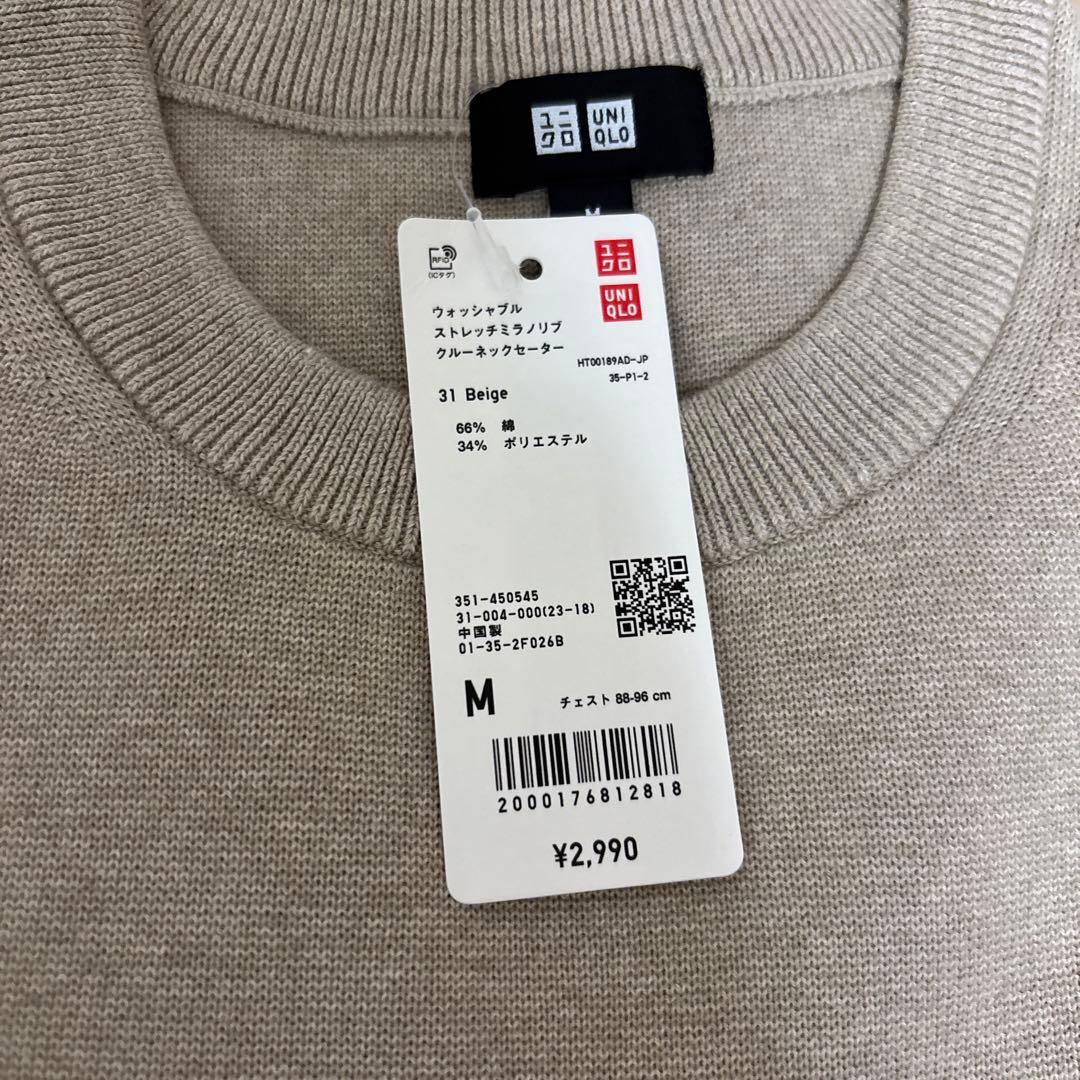 ユニ
クロ
UNI
QLO
M
RFID
(ICタグ)
ユニ
クロ
UNI
QLO
ウォッシャブル
ストレッチミラノリブ
クルーネックセーター
HT00189AD-JP
35-P1-2
31 Beige
66% 綿
34% ポリエステル
351-450545
31-004-000(23-18)
中国製
01-35-2F026B
M
チェスト 88-96 cm
2000176812818
¥2,990